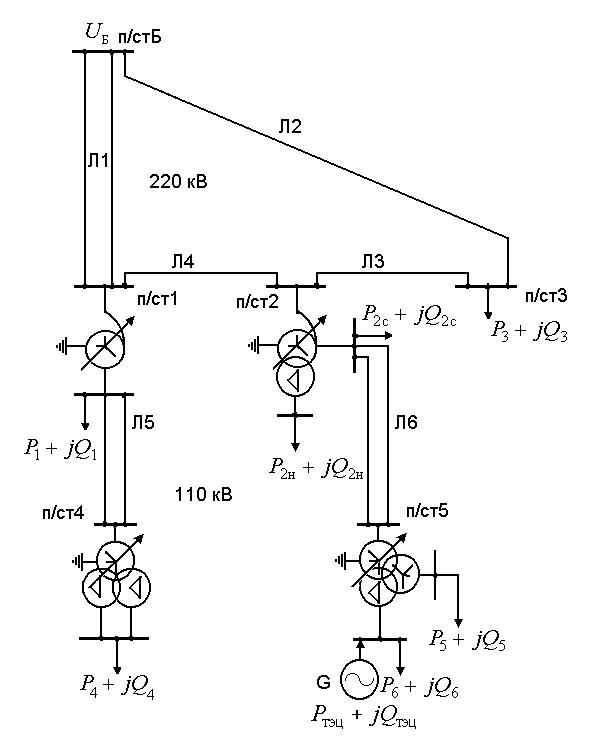 U_Б п/стБ
Л2
Л1
220 кВ
Л4
Л3
п/ст1
п/ст2
п/ст3
P_2с + jQ_2с
P_3 + jQ_3
Л5
Л6
P_1 + jQ_1
P_2н + jQ_2н
110 кВ
п/ст4
п/ст5
P_5 + jQ_5
P_4 + jQ_4
G
P_6 + jQ_6
P_тэц + jQ_тэц